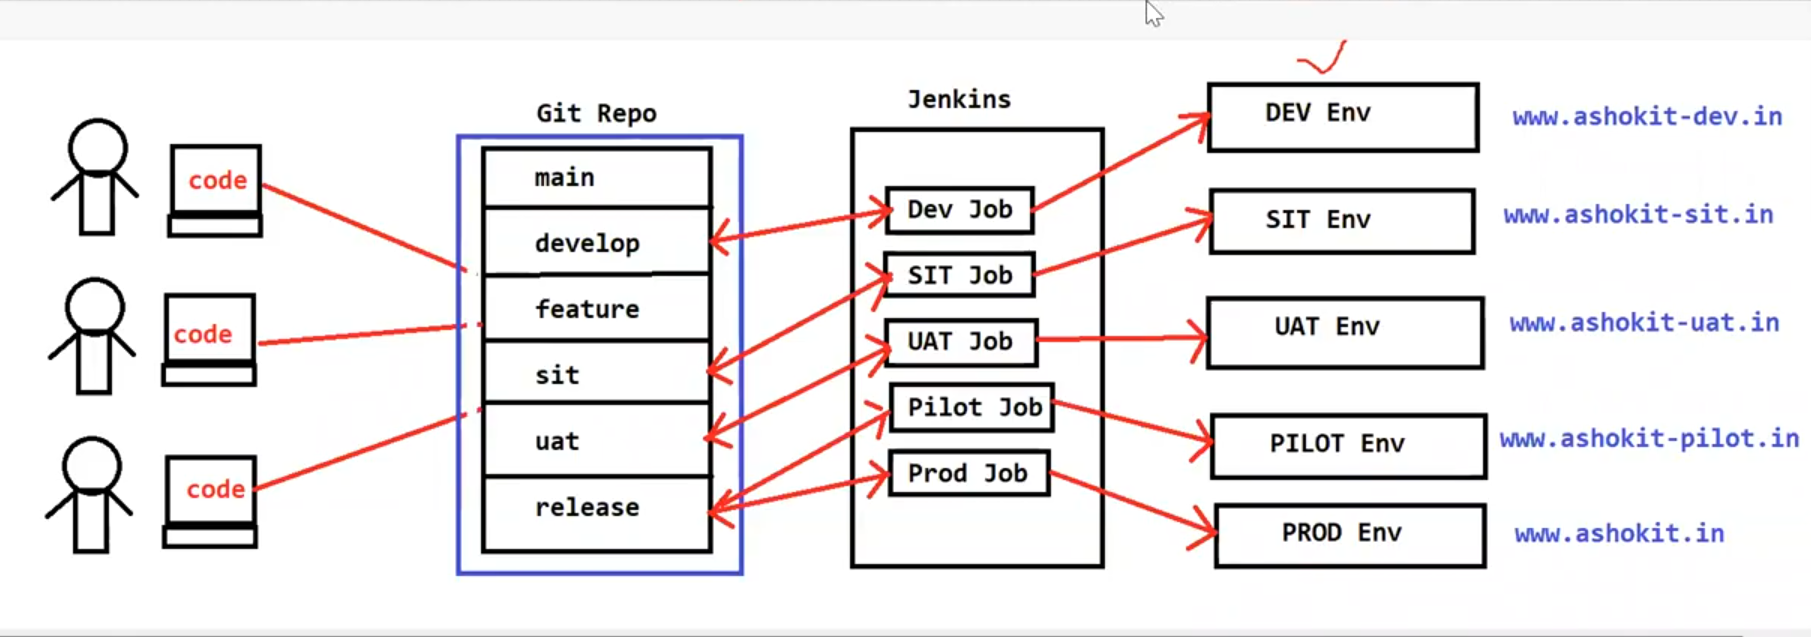 code
code
code
Git Repo
main
develop
feature
sit
uat
release
Jenkins
Dev Job
SIT Job
UAT Job
Pilot Job
Prod Job
DEV Env
www.ashokit-dev.in
SIT Env
www.ashokit-sit.in
UAT Env
www.ashokit-uat.in
PILOT Env
www.ashokit-pilot.in
PROD Env
www.ashokit.in